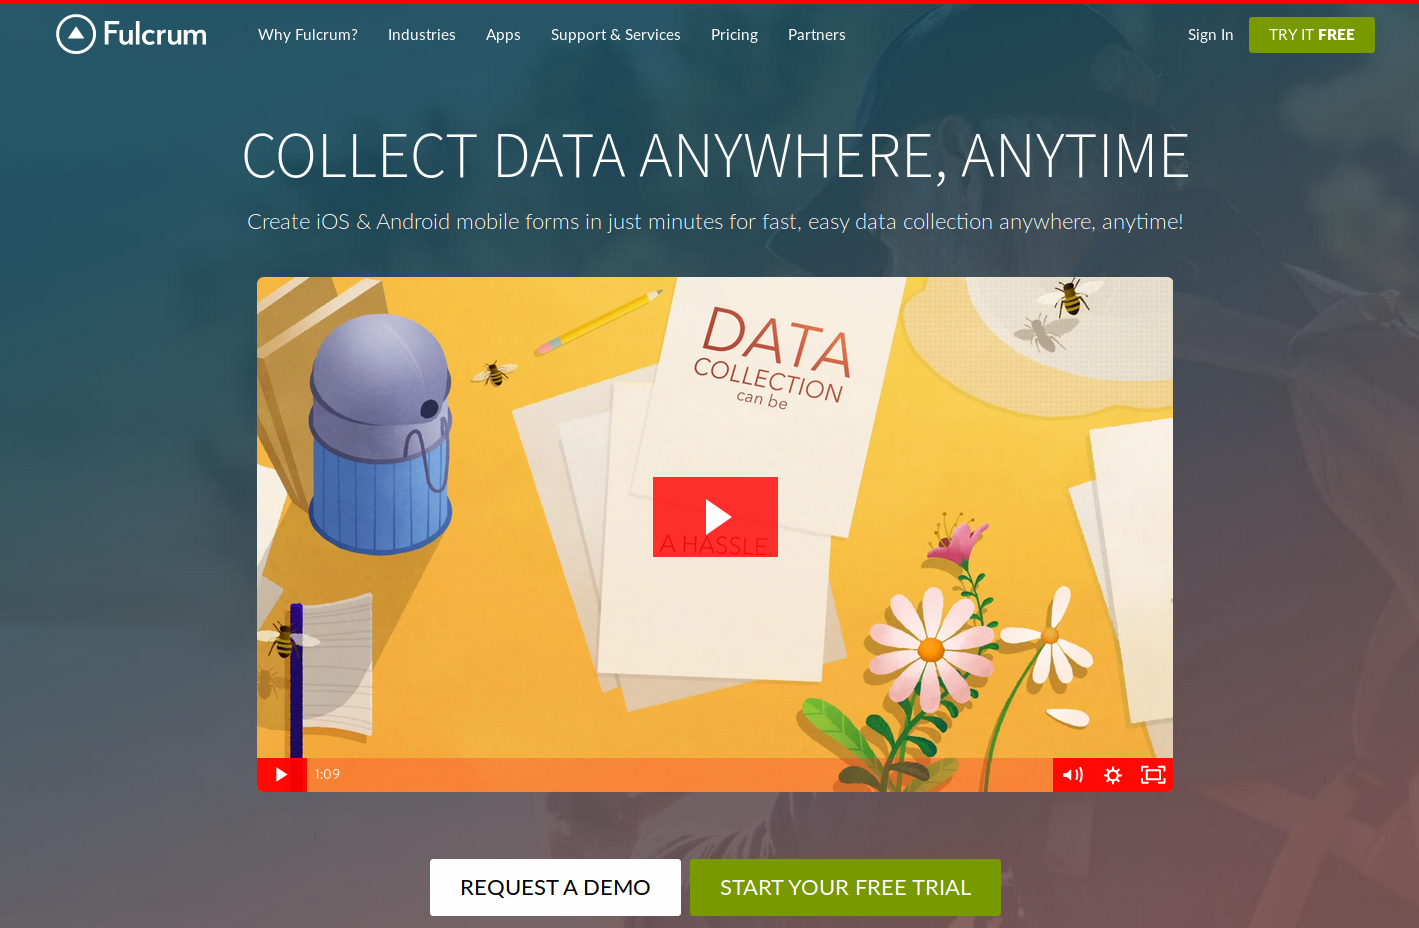 Fulcrum
Why Fulcrum?
Industries
Apps
Support & Services
Pricing
Partners
Sign In
TRY IT FREE
COLLECT DATA ANYWHERE, ANYTIME
Create iOS & Android mobile forms in just minutes for fast, easy data collection anywhere, anytime!
DATA
COLLECTION
can be
A HASSLE.
1:09
REQUEST A DEMO
START YOUR FREE TRIAL